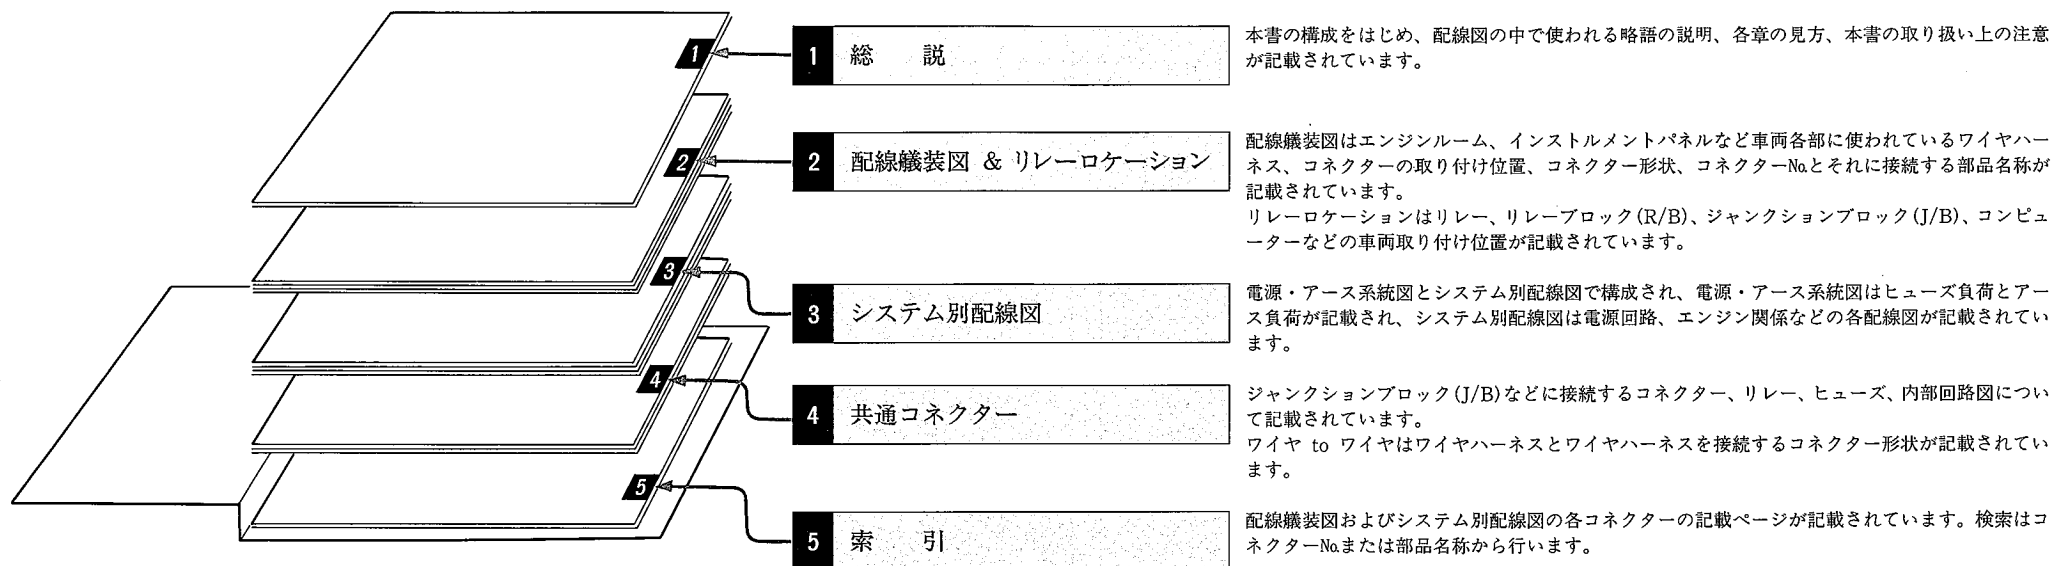 1
1 総 説
本書の構成をはじめ、配線図の中で使われる略語の説明、各章の見方、本書の取り扱い上の注意
が記載されています。
2
2 配線艤装図 & リレーロケーション
配線艤装図はエンジンルーム、インストルメントパネルなど車両各部に使われているワイヤハー
ネス、コネクターの取り付け位置、コネクター形状、コネクターNo.とそれに接続する部品名称が
記載されています。
リレーロケーションはリレー、リレーブロック(R/B)、ジャンクションブロック(J/B)、コンピュ
ーターなどの車両取り付け位置が記載されています。
3
3 システム別配線図
電源・アース系統図とシステム別配線図で構成され、電源・アース系統図はヒューズ負荷とアー
ス負荷が記載され、システム別配線図は電源回路、エンジン関係などの各配線図が記載されてい
ます。
4
4 共通コネクター
ジャンクションブロック(J/B)などに接続するコネクター、リレー、ヒューズ、内部回路図につい
て記載されています。
ワイヤ to ワイヤはワイヤハーネスとワイヤハーネスを接続するコネクター形状が記載されてい
ます。
5
5 索 引
配線艤装図およびシステム別配線図の各コネクターの記載ページが記載されています。検索はコ
ネクターNo.または部品名称から行います。